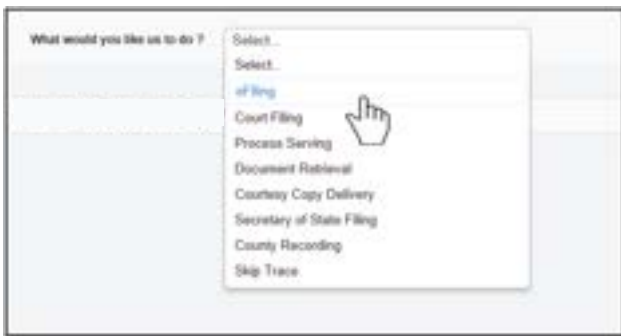 What would you like us to do ? Select...
Select...
eFiling
Court Filing
Process Serving
Document Retrieval
Courtesy Copy Delivery
Secretary of State Filing
County Recording
Skip Trace